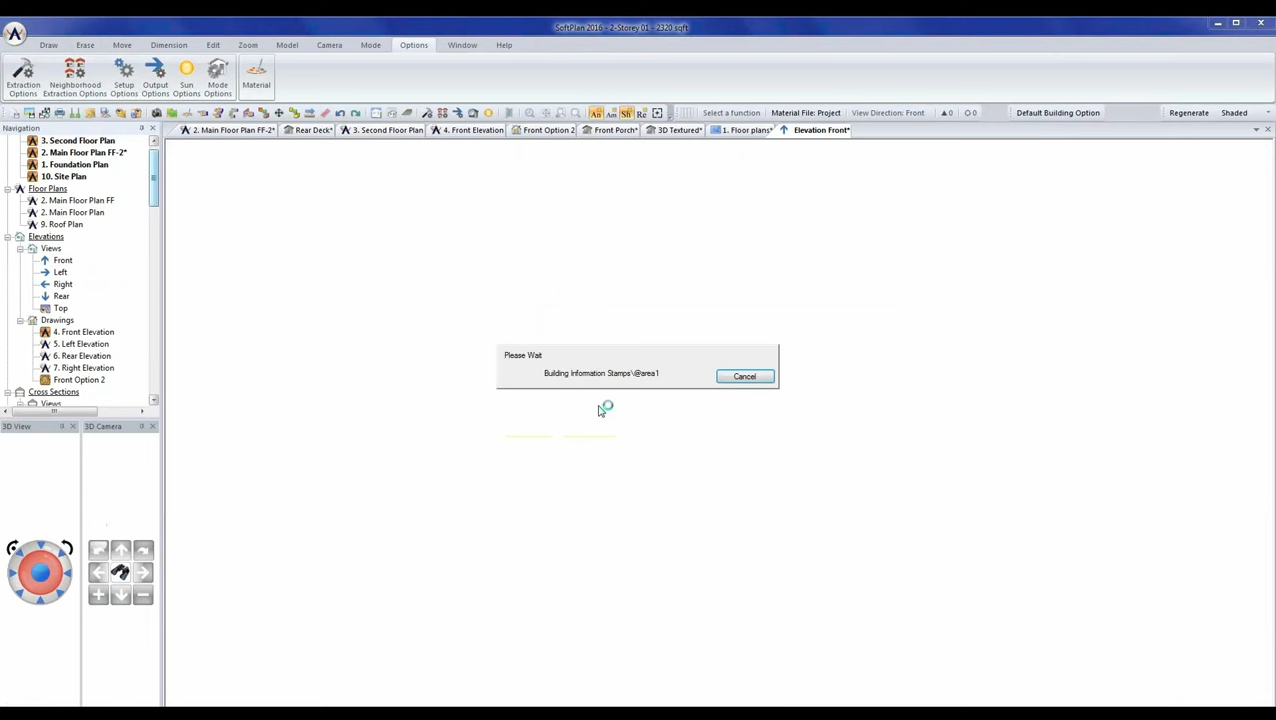 SoftPlan 2016 - 2-Storey 01 - 2320 sqft
Draw Erase Move Dimension Edit Zoom Model Camera Mode Options Window Help
Extraction Options Neighborhood Extraction Options Setup Options Output Options Sun Options Mode Options Material
An Am Sh Re Select a function Material File: Project View Direction: Front ▲0 ⬠0 Default Building Option Regenerate Shaded
Navigation
2. Main Floor Plan FF-2* Rear Deck* 3. Second Floor Plan 4. Front Elevation Front Option 2 Front Porch* 3D Textured* 1. Floor plans* Elevation Front*
3. Second Floor Plan
2. Main Floor Plan FF-2*
1. Foundation Plan
10. Site Plan
Floor Plans
2. Main Floor Plan FF
2. Main Floor Plan
9. Roof Plan
Elevations
Views
Front
Left
Right
Rear
Top
Drawings
4. Front Elevation
5. Left Elevation
6. Rear Elevation
7. Right Elevation
Front Option 2
Cross Sections
Views
3D View 3D Camera
Please Wait
Building Information Stamps\@area1
Cancel